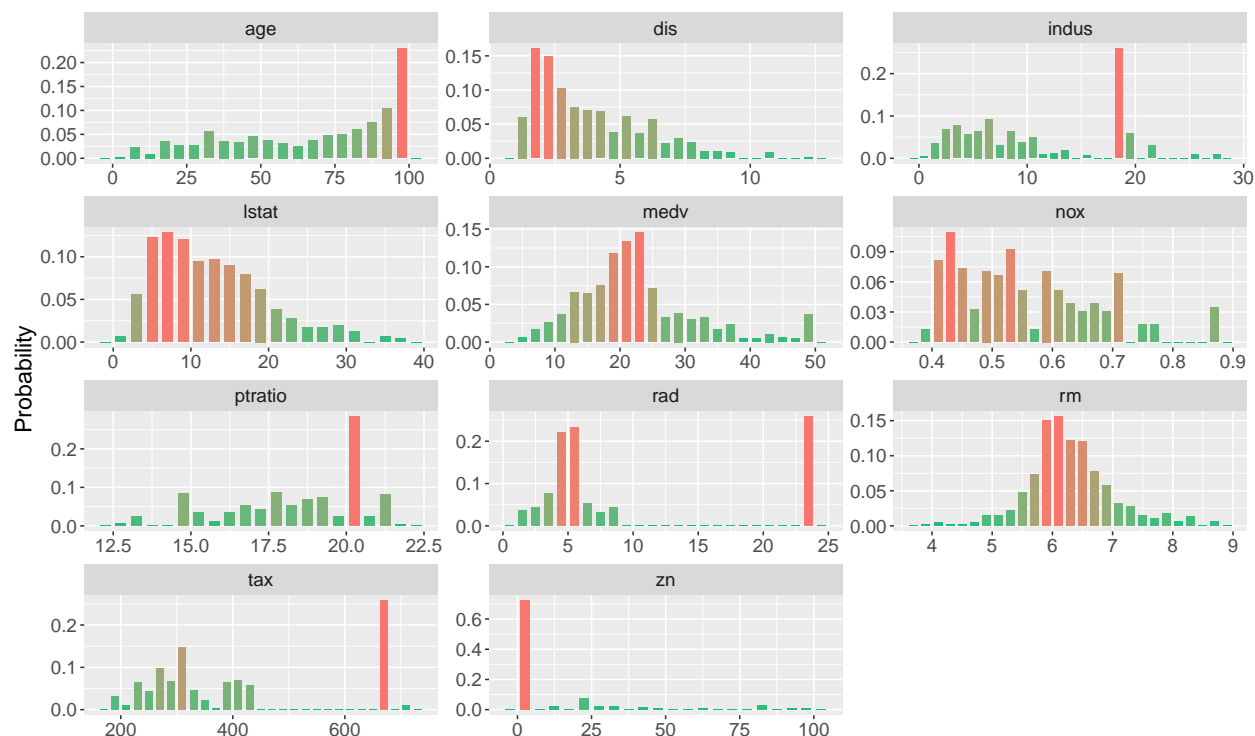 age
dis
indus
0.20
0.15
0.10
0.05
0.00
0 25 50 75 100
0.15
0.10
0.05
0.00
0 5 10
0.2
0.1
0.0
0 10 20 30
lstat
medv
nox
0.10
0.05
0.00
0 10 20 30 40
0.15
0.10
0.05
0.00
0 10 20 30 40 50
0.09
0.06
0.03
0.00
0.4 0.5 0.6 0.7 0.8 0.9
Probability
ptratio
rad
rm
0.2
0.1
0.0
12.5 15.0 17.5 20.0 22.5
0.2
0.1
0.0
0 5 10 15 20 25
0.15
0.10
0.05
0.00
4 5 6 7 8 9
tax
zn
0.2
0.1
0.0
200 400 600
0.6
0.4
0.2
0.0
0 25 50 75 100